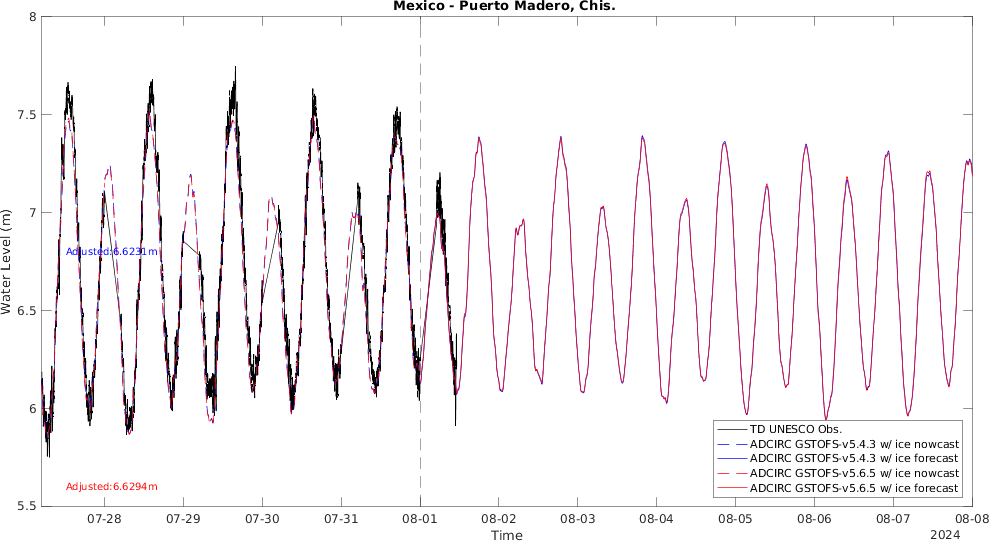 Mexico - Puerto Madero, Chis.
8
7.5
7
6.5
6
5.5
Water Level (m)
Adjusted:6.6231m
Adjusted:6.6294m
TD UNESCO Obs.
ADCIRC GSTOFS-v5.4.3 w/ ice nowcast
ADCIRC GSTOFS-v5.4.3 w/ ice forecast
ADCIRC GSTOFS-v5.6.5 w/ ice nowcast
ADCIRC GSTOFS-v5.6.5 w/ ice forecast
07-28 07-29 07-30 07-31 08-01 08-02 08-03 08-04 08-05 08-06 08-07 08-08
Time
2024